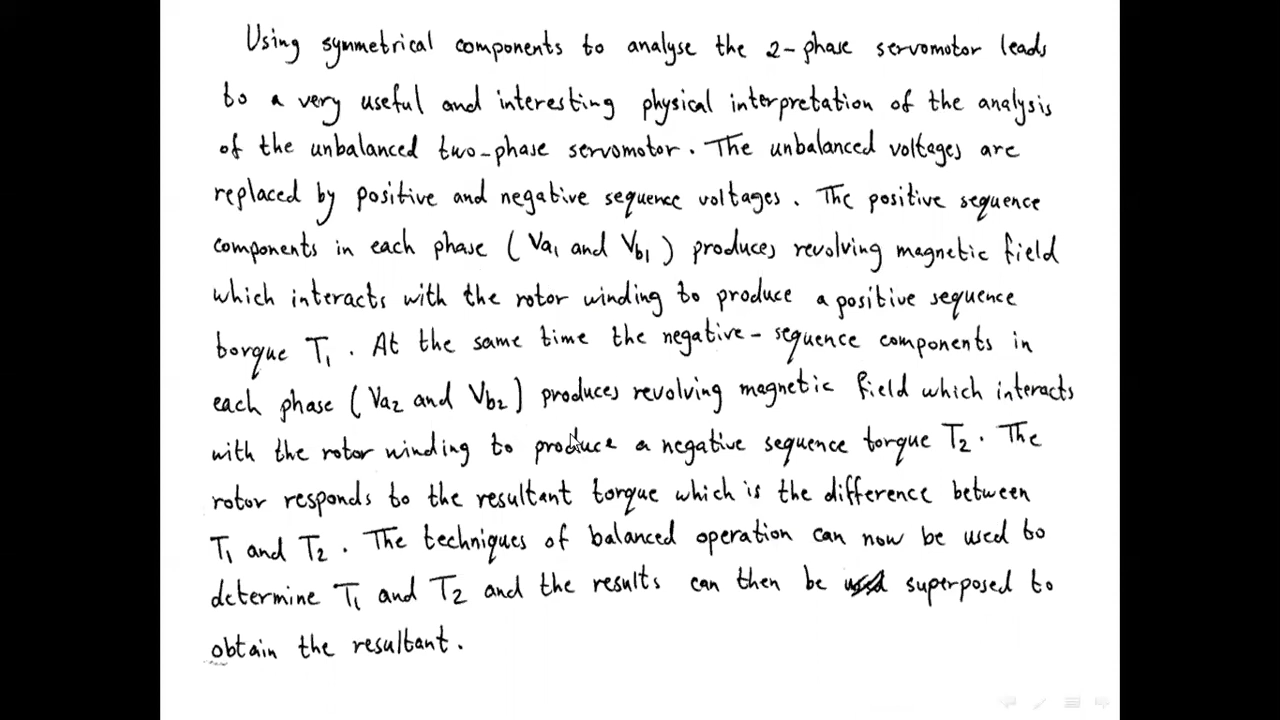 Using symmetrical components to analyse the 2-phase servomotor leads
to a very useful and interesting physical interpretation of the analysis
of the unbalanced two-phase servomotor. The unbalanced voltages are
replaced by positive and negative sequence voltages. The positive sequence
components in each phase (Va1 and Vb1) produces revolving magnetic field
which interacts with the rotor winding to produce a positive sequence
torque T1. At the same time the negative-sequence components in
each phase (Va2 and Vb2) produces revolving magnetic field which interacts
with the rotor winding to produce a negative sequence torque T2. The
rotor responds to the resultant torque which is the difference between
T1 and T2. The techniques of balanced operation can now be used to
determine T1 and T2 and the results can then be superposed to
obtain the resultant.